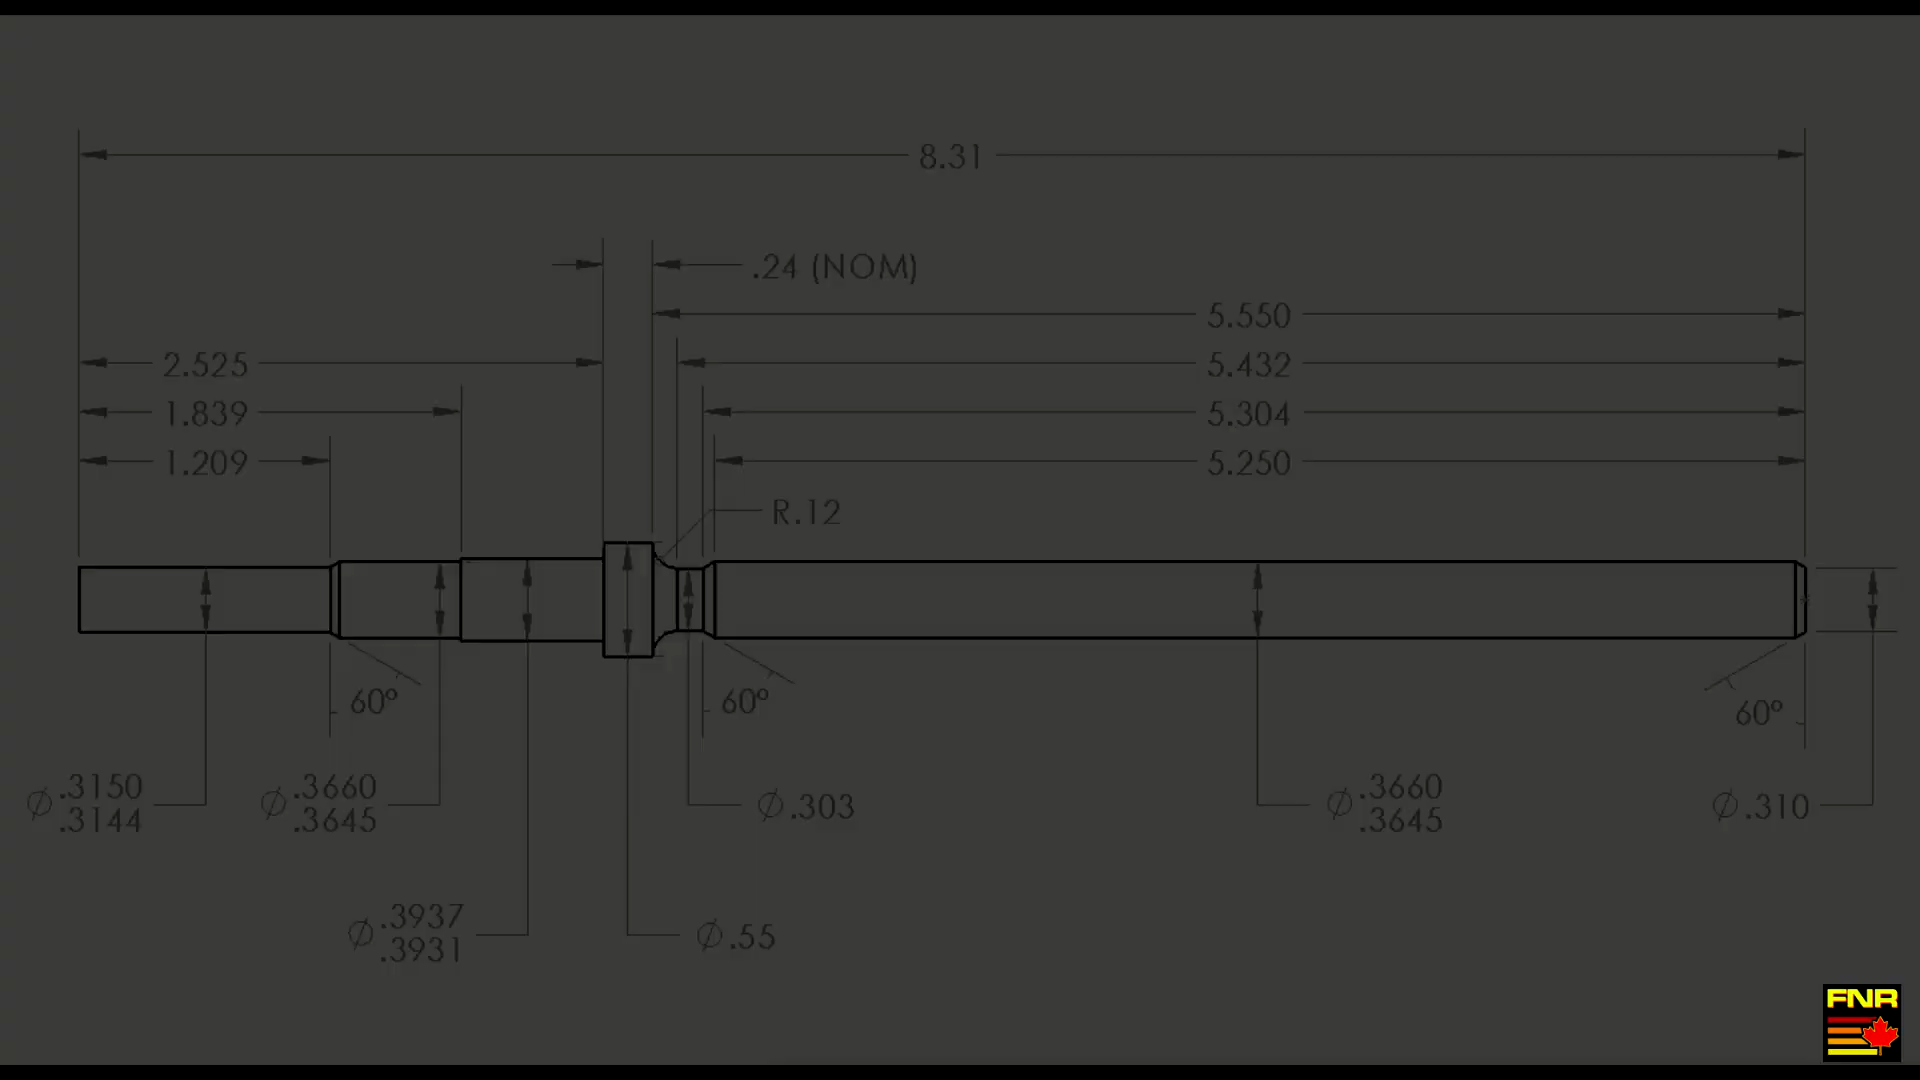 8.31
.24 (NOM)
5.550
2.525
5.432
1.839
5.304
1.209
5.250
R.12
60°
60°
60°
Ø .3150
.3144
Ø .3660
.3645
Ø .303
Ø .3660
.3645
Ø .310
Ø .3937
.3931
Ø .55
FNR